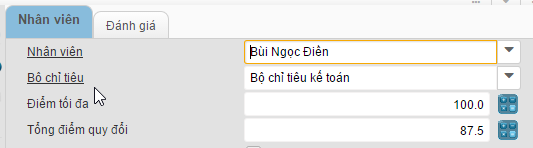 Nhân viên Đánh giá
Nhân viên Bùi Ngọc Điên
Bộ chỉ tiêu Bộ chỉ tiêu kế toán
Điểm tối đa 100.0
Tổng điểm quy đổi 87.5